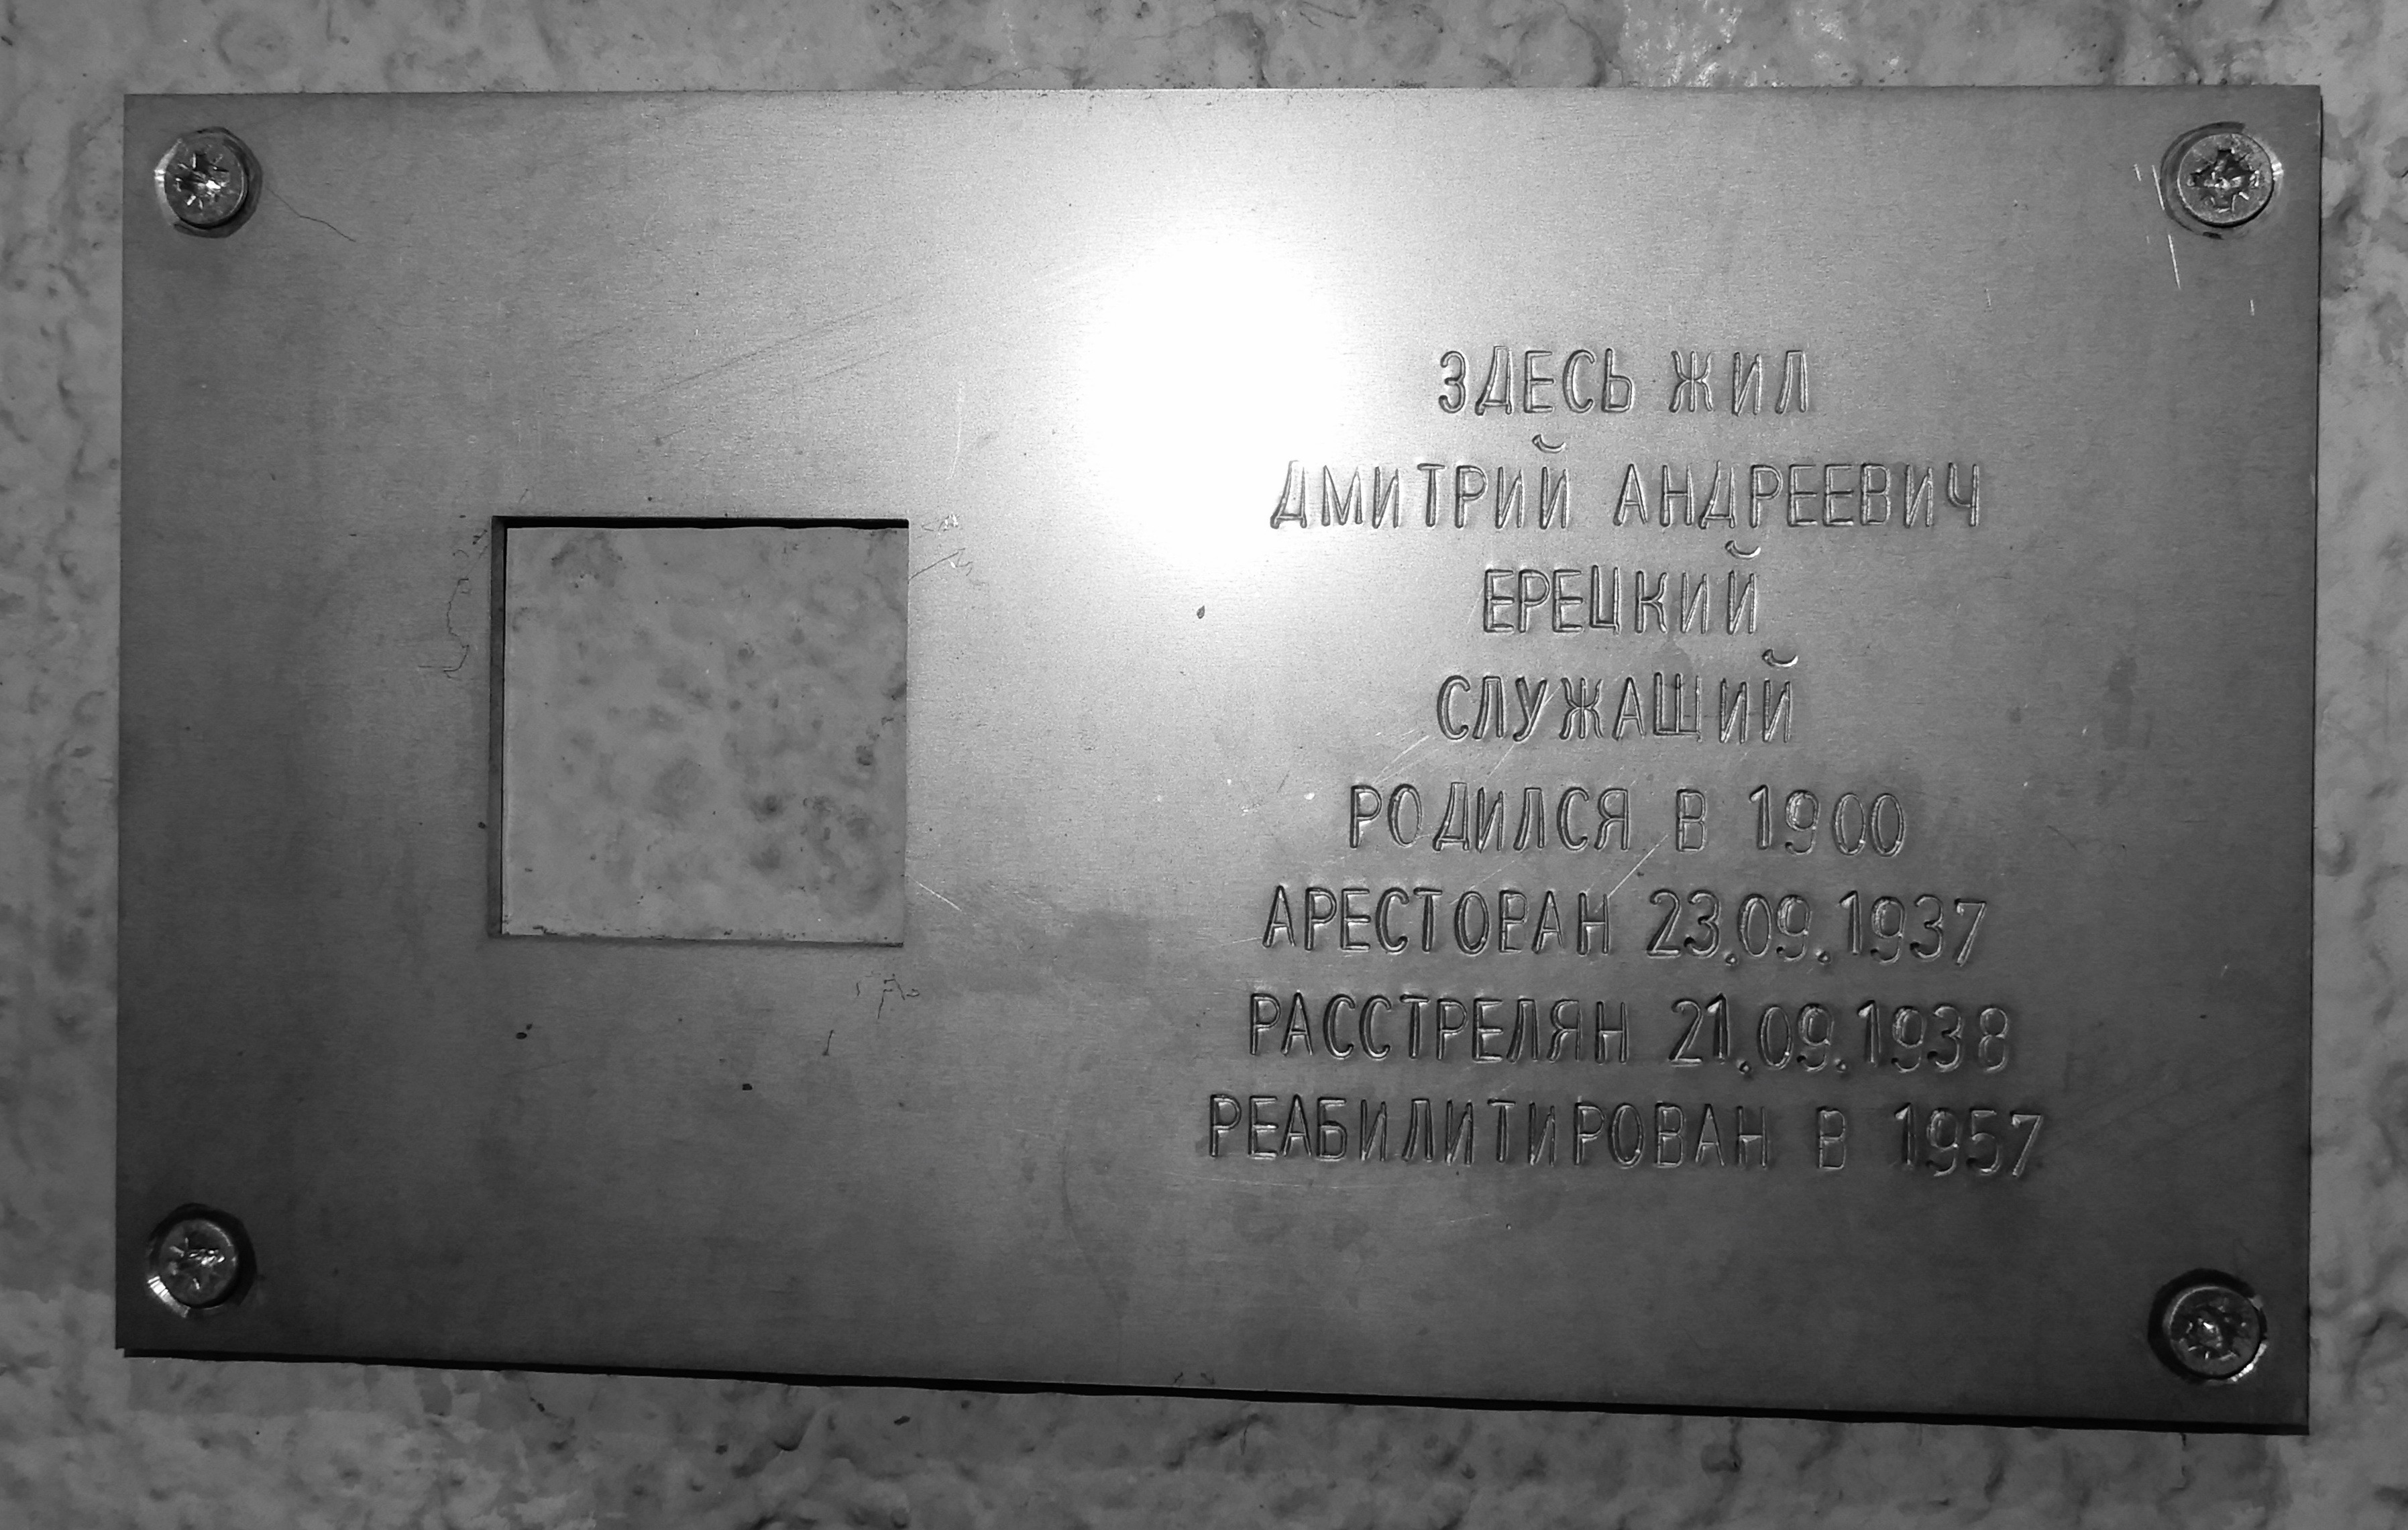 ЗДЕСЬ ЖИЛ
ДМИТРИЙ АНДРЕЕВИЧ
ЕРЕЦКИЙ
СЛУЖАЩИЙ
РОДИЛСЯ В 1900
АРЕСТОВАН 23.09.1937
РАССТРЕЛЯН 21.09.1938
РЕАБИЛИТИРОВАН В 1957